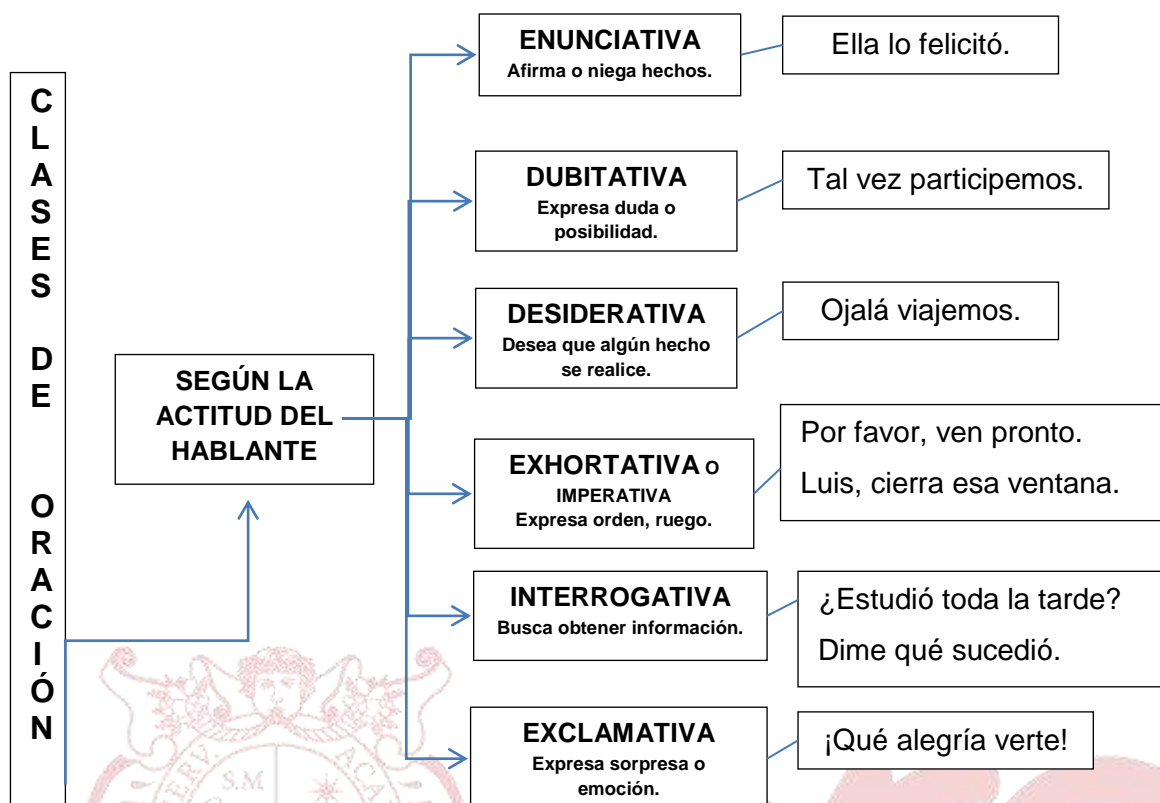 CLASES DE ORACIÓN
SEGÚN LA
ACTITUD DEL
HABLANTE
ENUNCIATIVA
Afirma o niega hechos.
Ella lo felicitó.
DUBITATIVA
Expresa duda o
posibilidad.
Tal vez participemos.
DESIDERATIVA
Desea que algún hecho
se realice.
Ojalá viajemos.
EXHORTATIVA O
IMPERATIVA
Expresa orden, ruego.
Por favor, ven pronto.
Luis, cierra esa ventana.
INTERROGATIVA
Busca obtener información.
¿Estudió toda la tarde?
Dime qué sucedió.
EXCLAMATIVA
Expresa sorpresa o
emoción.
¡Qué alegría verte!
S.M